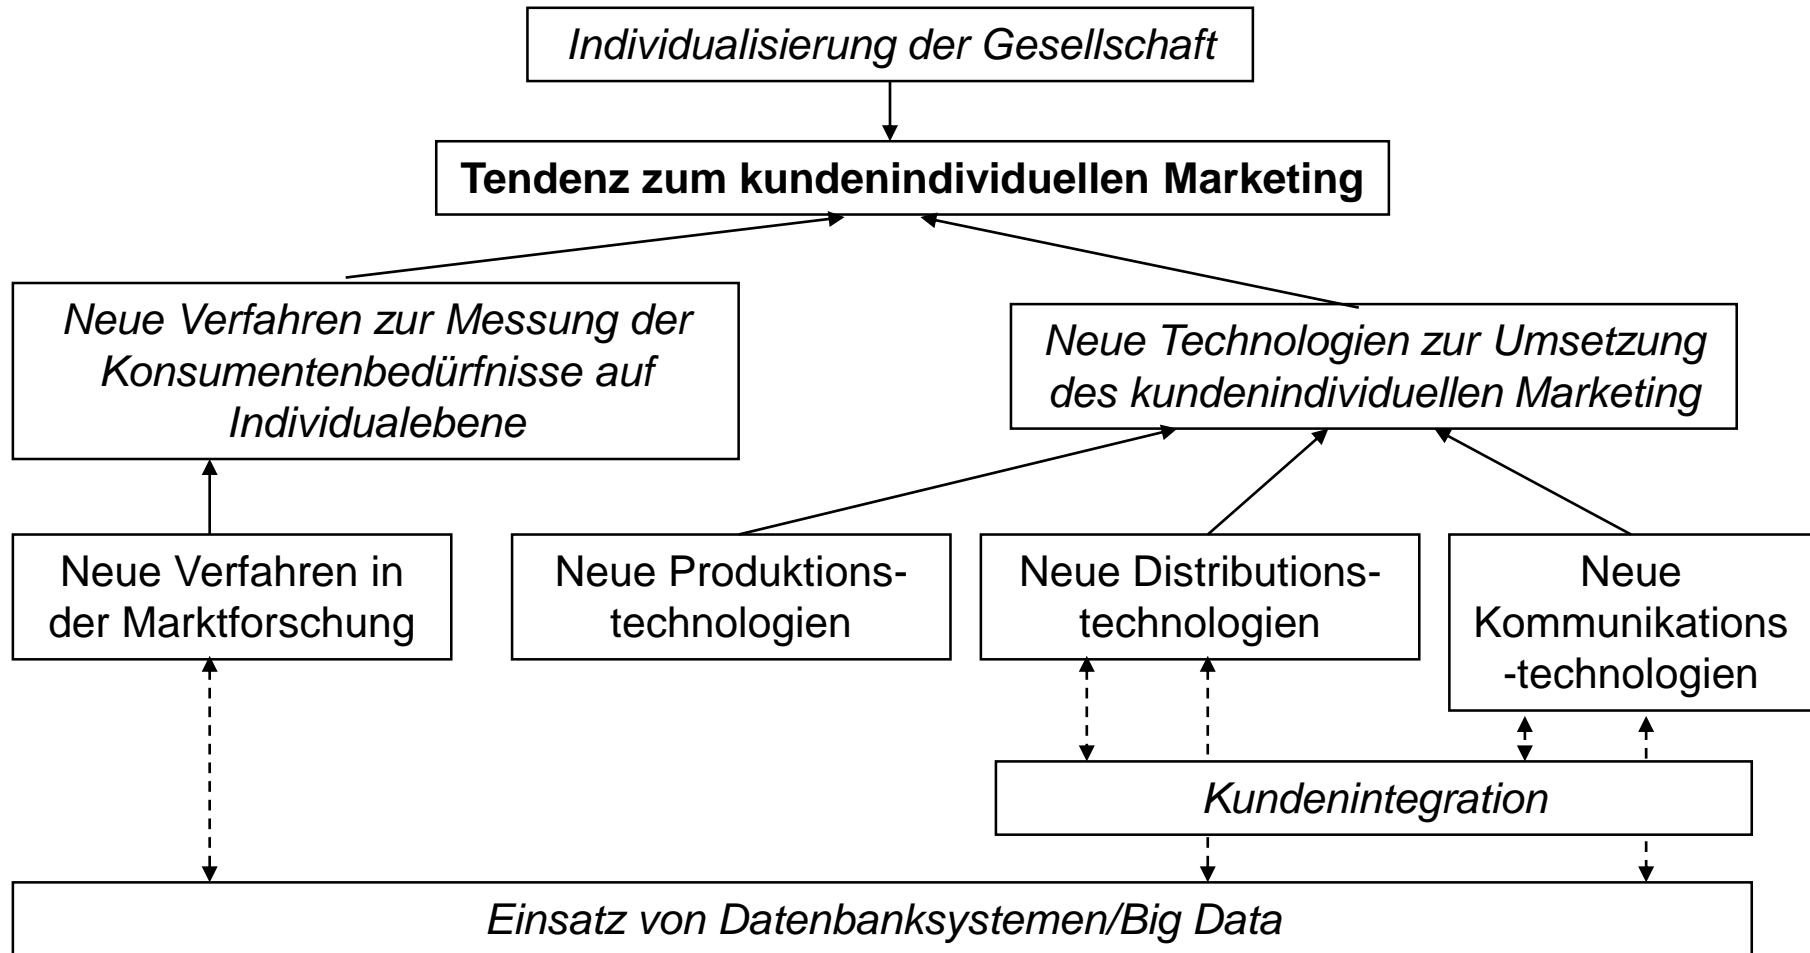 Individualisierung der Gesellschaft
Tendenz zum kundenindividuellen Marketing
Neue Verfahren zur Messung der
Konsumentenbedürfnisse auf
Individualebene
Neue Technologien zur Umsetzung
des kundenindividuellen Marketing
Neue Verfahren in
der Marktforschung
Neue Produktions-
technologien
Neue Distributions-
technologien
Neue
Kommunikations
-technologien
Kundenintegration
Einsatz von Datenbanksystemen/Big Data